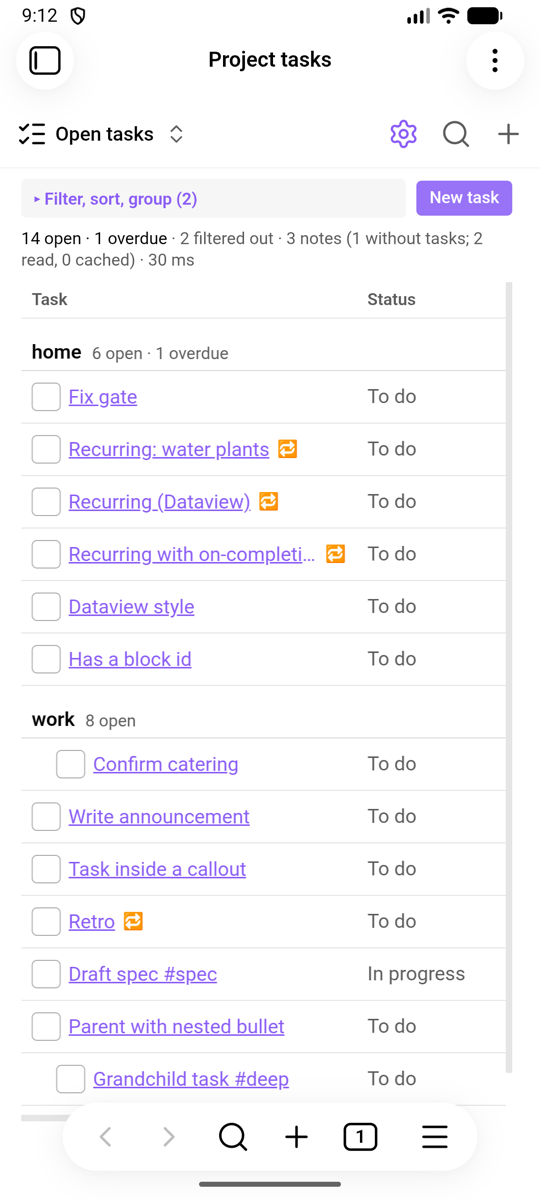 9:12
Project tasks
Open tasks
Filter, sort, group (2)
New task
14 open · 1 overdue · 2 filtered out · 3 notes (1 without tasks; 2
read, 0 cached) · 30 ms
Task Status
home 6 open · 1 overdue
Fix gate To do
Recurring: water plants 🔁 To do
Recurring (Dataview) 🔁 To do
Recurring with on-completi… 🔁 To do
Dataview style To do
Has a block id To do
work 8 open
Confirm catering To do
Write announcement To do
Task inside a callout To do
Retro 🔁 To do
Draft spec #spec In progress
Parent with nested bullet To do
Grandchild task #deep To do
1